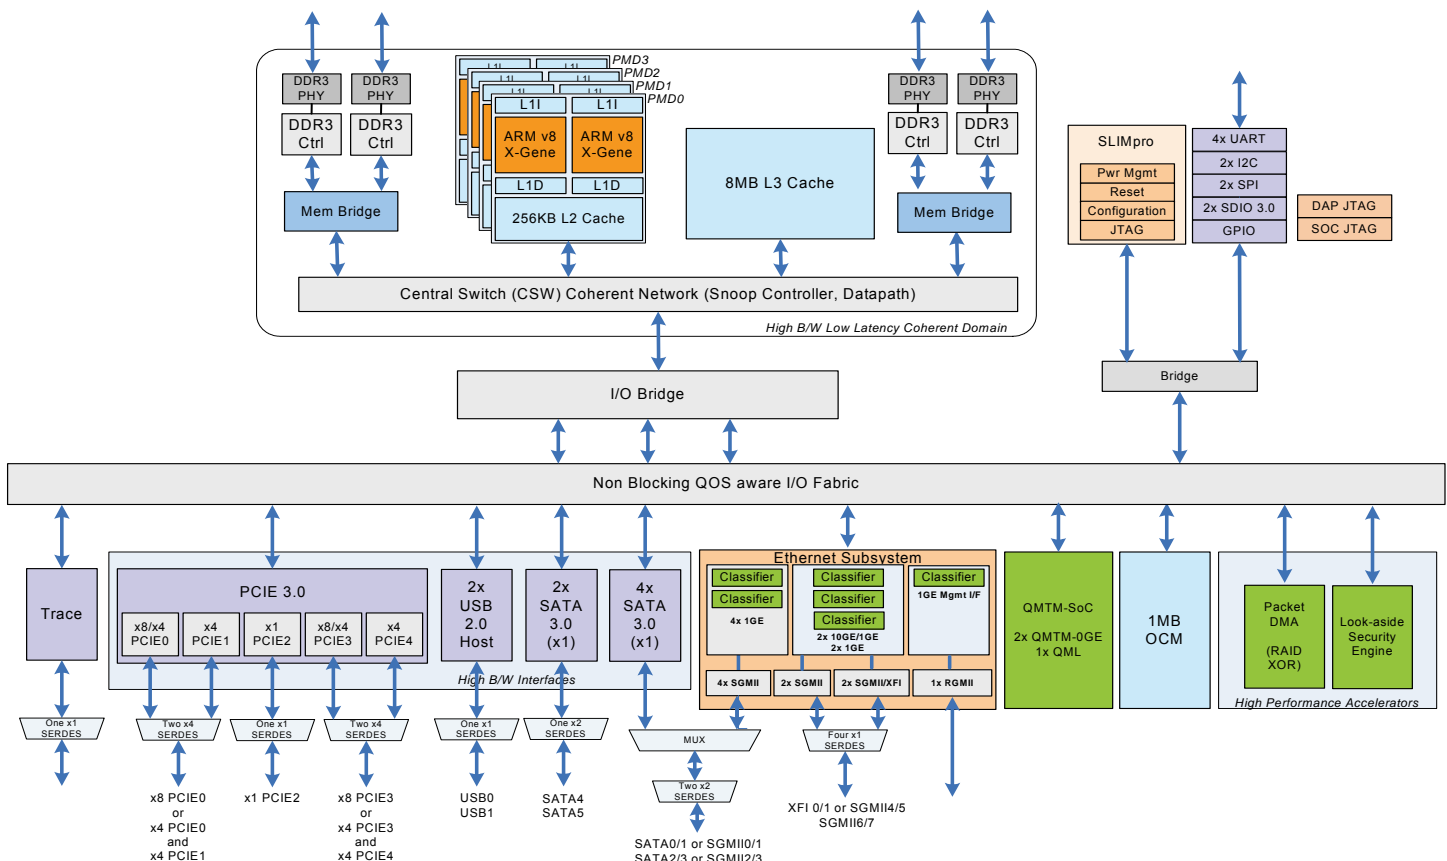 DDR3
PHY
DDR3
PHY
DDR3
Ctrl
DDR3
Ctrl
Mem Bridge
PMD3
PMD2
PMD1
PMD0
L1I
L1I
L1I
L1I
L1I
L1I
L1I
L1I
ARM v8
X-Gene
ARM v8
X-Gene
L1D
L1D
256KB L2 Cache
8MB L3 Cache
DDR3
PHY
DDR3
PHY
DDR3
Ctrl
DDR3
Ctrl
Mem Bridge
Central Switch (CSW) Coherent Network (Snoop Controller, Datapath)
High B/W Low Latency Coherent Domain
SLIMpro
Pwr Mgmt
Reset
Configuration
JTAG
4x UART
2x I2C
2x SPI
2x SDIO 3.0
GPIO
DAP JTAG
SOC JTAG
I/O Bridge
Bridge
Non Blocking QOS aware I/O Fabric
Trace
PCIE 3.0
x8/x4
PCIE0
x4
PCIE1
x1
PCIE2
x8/x4
PCIE3
x4
PCIE4
2x
USB
2.0
Host
2x
SATA
3.0
(x1)
4x
SATA
3.0
(x1)
High B/W Interfaces
Ethernet Subsystem
Classifier
Classifier
4x 1GE
Classifier
Classifier
Classifier
2x 10GE/1GE
2x 1GE
Classifier
1GE Mgmt I/F
4x SGMII
2x SGMII
2x SGMII/XFI
1x RGMII
QMTM-SoC
2x QMTM-0GE
1x QML
1MB
OCM
Packet
DMA
(RAID
XOR)
Look-aside
Security
Engine
High Performance Accelerators
One x1
SERDES
Two x4
SERDES
One x1
SERDES
Two x4
SERDES
One x1
SERDES
One x2
SERDES
MUX
Two x2
SERDES
Four x1
SERDES
x8 PCIE0
or
x4 PCIE0
and
x4 PCIE1
x1 PCIE2
x8 PCIE3
or
x4 PCIE3
and
x4 PCIE4
USB0
USB1
SATA4
SATA5
SATA0/1 or SGMII0/1
SATA2/3 or SGMII2/3
XFI 0/1 or SGMII4/5
SGMII6/7